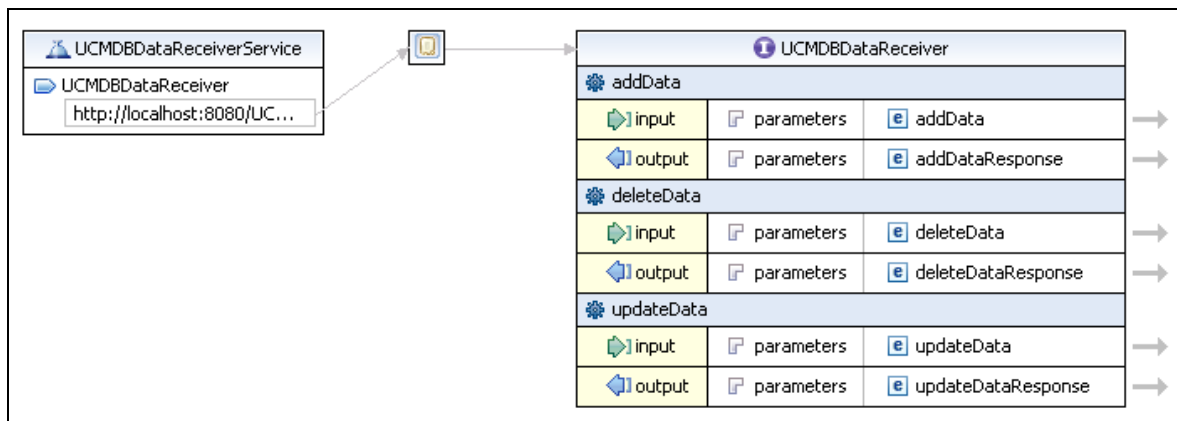 UCMDBDataReceiverService
UCMDBDataReceiver
http://localhost:8080/UC...
UCMDBDataReceiver
addData
input parameters e addData
output parameters e addDataResponse
deleteData
input parameters e deleteData
output parameters e deleteDataResponse
updateData
input parameters e updateData
output parameters e updateDataResponse